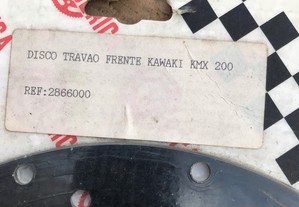 DISCO TRAVAO FRENTE KAWAKI KMX 200
REF:2866000